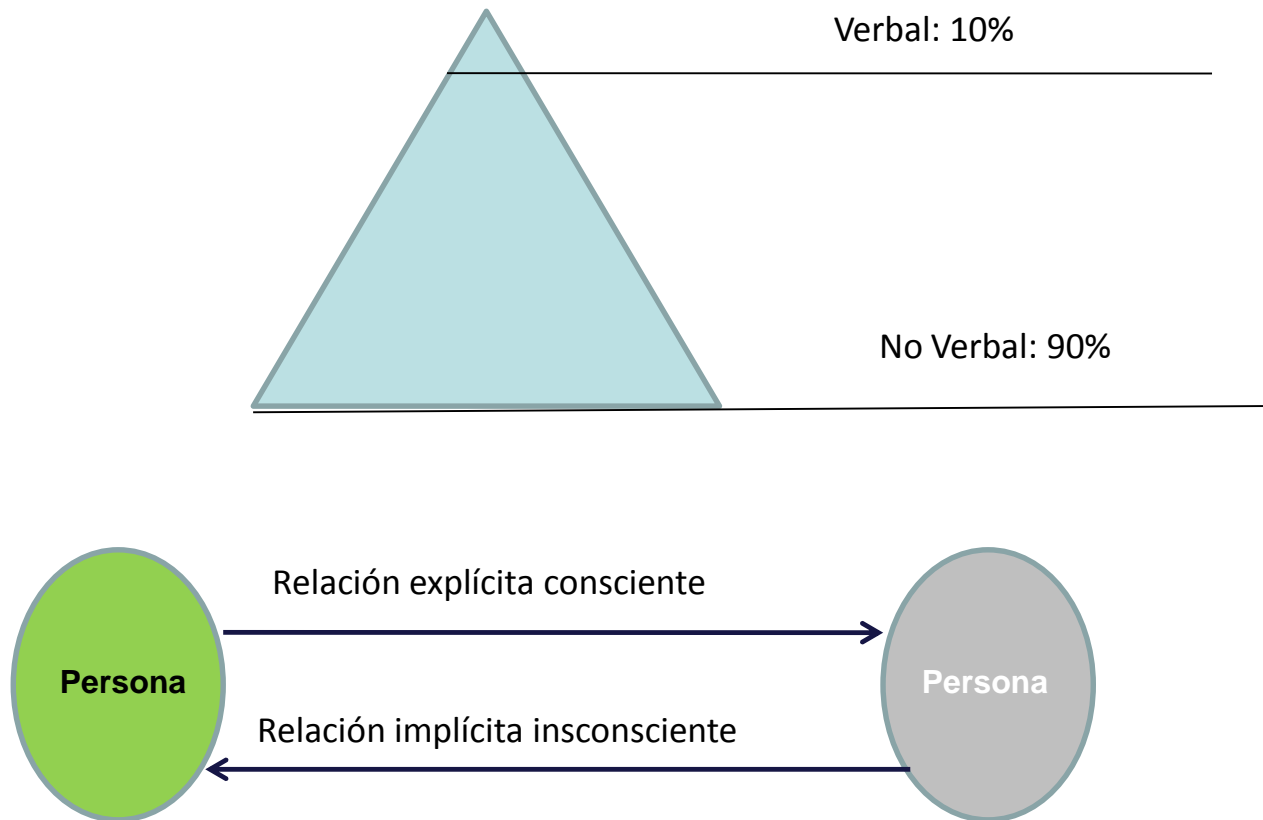 Verbal: 10%
No Verbal: 90%
Relación explícita consciente
Persona
Persona
Relación implícita insconsciente